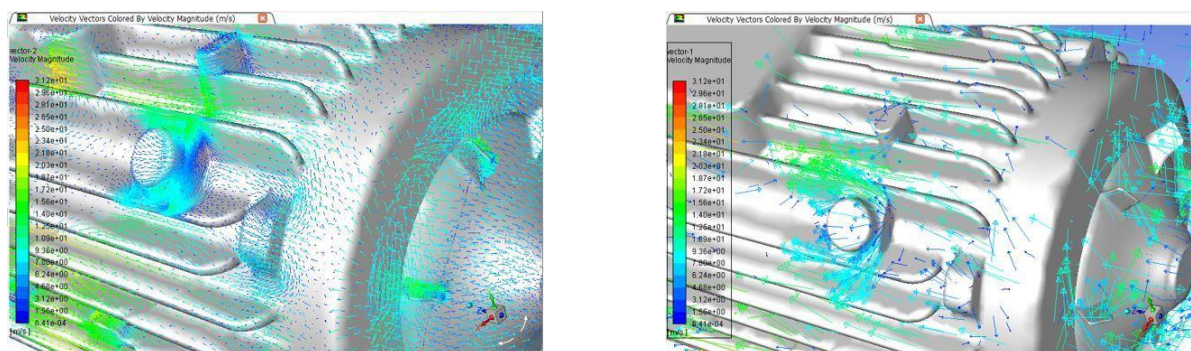 Velocity Vectors Colored By Velocity Magnitude (m/s)
vector-2
Velocity Magnitude
3.12e+01
2.96e+01
2.81e+01
2.65e+01
2.50e+01
2.34e+01
2.18e+01
2.03e+01
1.87e+01
1.72e+01
1.56e+01
1.40e+01
1.25e+01
1.09e+01
9.36e+00
7.80e+00
6.24e+00
4.68e+00
3.12e+00
1.56e+00
6.41e-04
[m/s]
Velocity Vectors Colored By Velocity Magnitude (m/s)
vector-1
Velocity Magnitude
3.12e+01
2.96e+01
2.81e+01
2.65e+01
2.50e+01
2.34e+01
2.18e+01
2.03e+01
1.87e+01
1.72e+01
1.56e+01
1.40e+01
1.25e+01
1.09e+01
9.36e+00
7.80e+00
6.24e+00
4.68e+00
3.12e+00
1.56e+00
6.41e-04
[m/s]